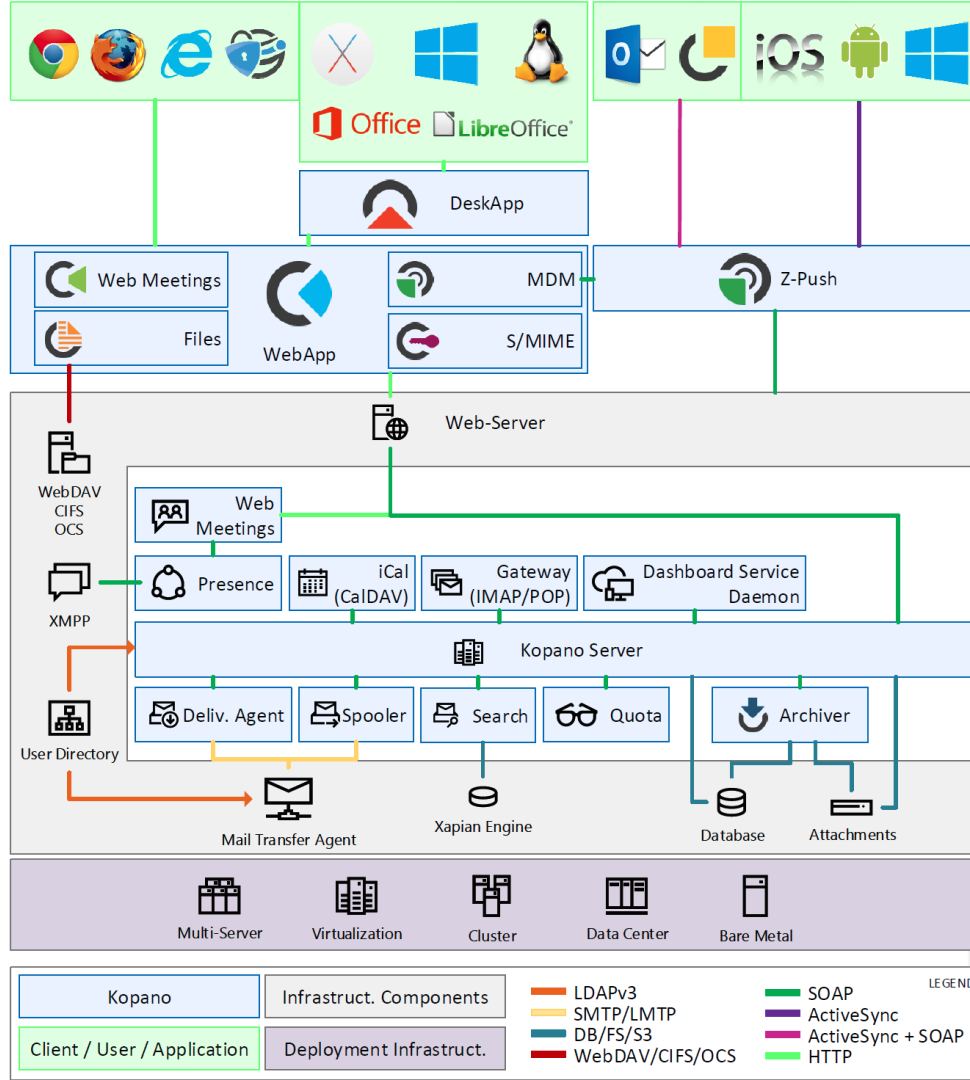 iOS
Office
LibreOffice
DeskApp
Web Meetings
MDM
Z-Push
Files
S/MIME
WebApp
Web-Server
WebDAV
CIFS
OCS
Web
Meetings
XMPP
Presence
iCal
(CalDAV)
Gateway
(IMAP/POP)
Dashboard Service
Daemon
Kopano Server
User Directory
Deliv. Agent
Spooler
Search
Quota
Archiver
Mail Transfer Agent
Xapian Engine
Database
Attachments
Multi-Server
Virtualization
Cluster
Data Center
Bare Metal
LEGEND
Kopano
Infrastruct. Components
Client / User / Application
Deployment Infrastruct.
LDAPv3
SMTP/LMTP
DB/FS/S3
WebDAV/CIFS/OCS
SOAP
ActiveSync
ActiveSync + SOAP
HTTP